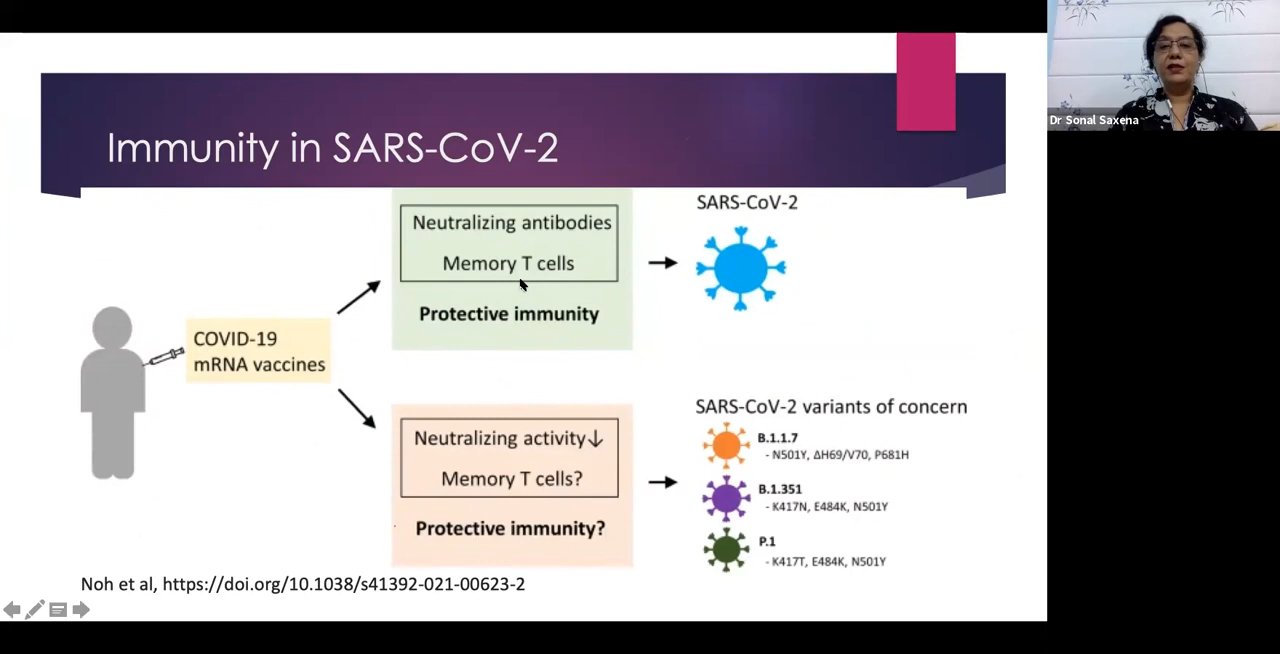 Immunity in SARS-CoV-2
Neutralizing antibodies
Memory T cells
Protective immunity
SARS-CoV-2
COVID-19
mRNA vaccines
Neutralizing activity↓
Memory T cells?
Protective immunity?
SARS-CoV-2 variants of concern
B.1.1.7
- N501Y, ΔH69/V70, P681H
B.1.351
- K417N, E484K, N501Y
P.1
- K417T, E484K, N501Y
Noh et al, https://doi.org/10.1038/s41392-021-00623-2
Dr Sonal Saxena